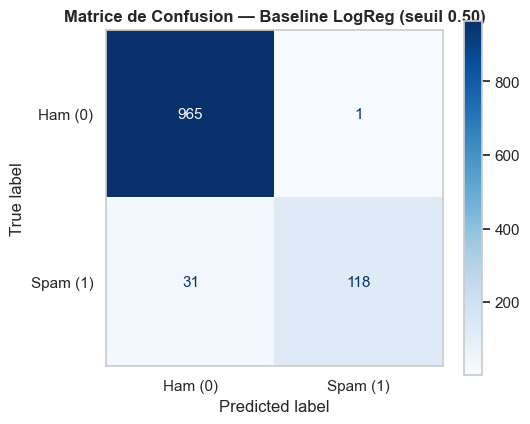 Matrice de Confusion — Baseline LogReg (seuil 0.50)
True label
Ham (0)
965
1
Spam (1)
31
118
Ham (0)
Spam (1)
Predicted label
800
600
400
200